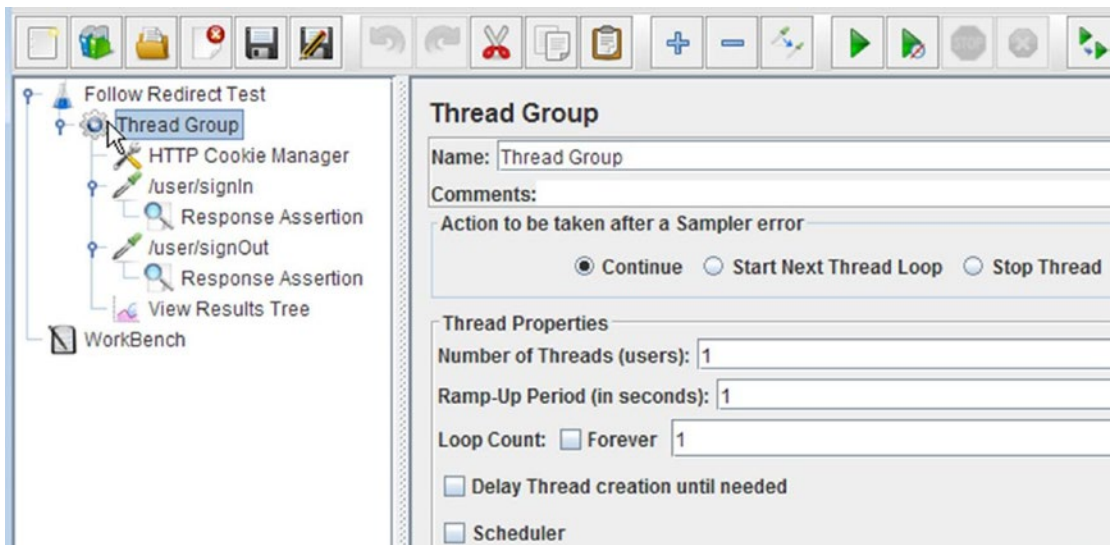 STOP
Follow Redirect Test
Thread Group
HTTP Cookie Manager
/user/signIn
Response Assertion
/user/signOut
Response Assertion
View Results Tree
WorkBench
Thread Group
Name: Thread Group
Comments:
Action to be taken after a Sampler error
Continue Start Next Thread Loop Stop Thread
Thread Properties
Number of Threads (users): 1
Ramp-Up Period (in seconds): 1
Loop Count: Forever 1
Delay Thread creation until needed
Scheduler